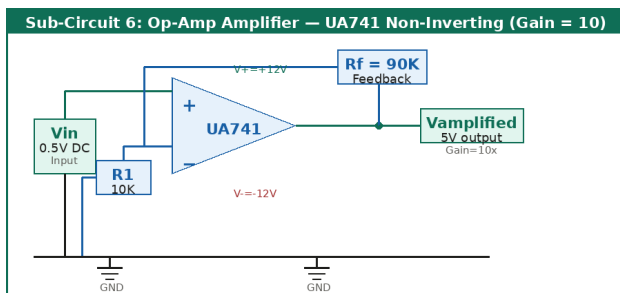 Sub-Circuit 6: Op-Amp Amplifier — UA741 Non-Inverting (Gain = 10)
V+=+12V
Rf = 90K
Feedback
+
UA741
−
Vin
0.5V DC
Input
Vamplified
5V output
Gain=10x
R1
10K
V-=-12V
GND
GND